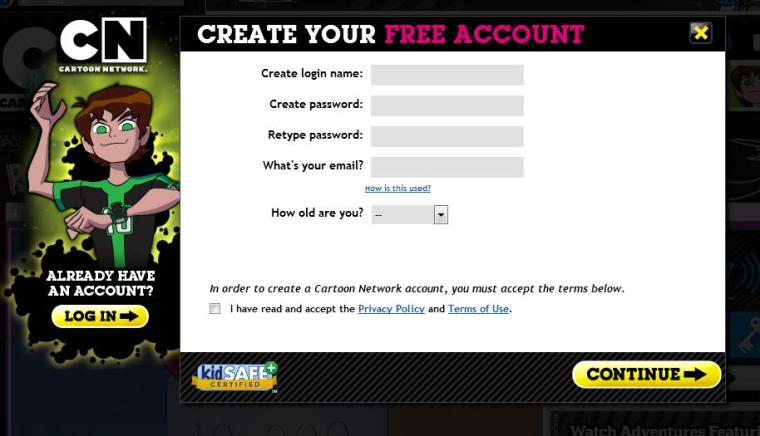 CN
CARTOON NETWORK.
CREATE YOUR FREE ACCOUNT
Create login name:
Create password:
Retype password:
What's your email?
How is this used?
How old are you? --
ALREADY HAVE
AN ACCOUNT?
LOG IN
In order to create a Cartoon Network account, you must accept the terms below.
I have read and accept the Privacy Policy and Terms of Use.
kidSAFE+
CERTIFIED
TM
CONTINUE
Watch Adventures Featuri